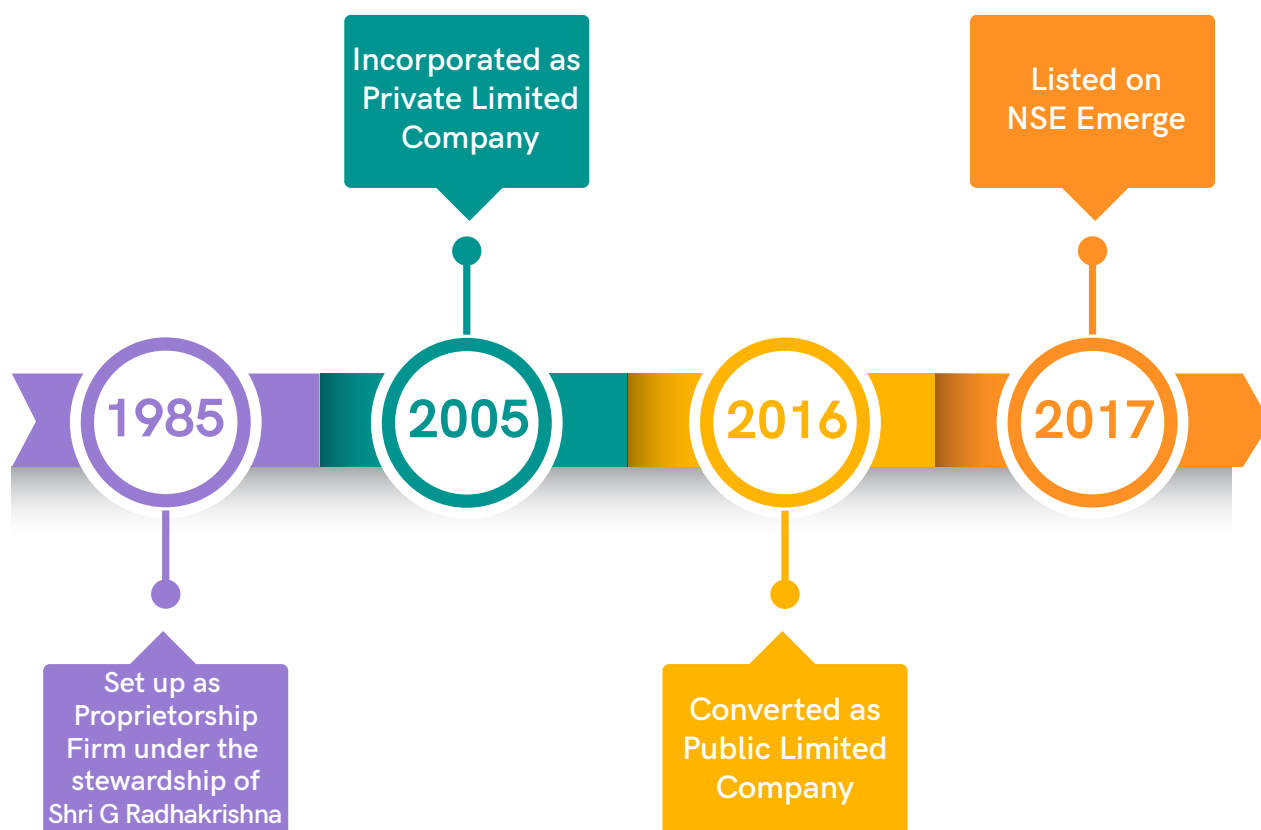 Incorporated as
Private Limited
Company
Listed on
NSE Emerge
1985
2005
2016
2017
Set up as
Proprietorship
Firm under the
stewardship of
Shri G Radhakrishna
Converted as
Public Limited
Company